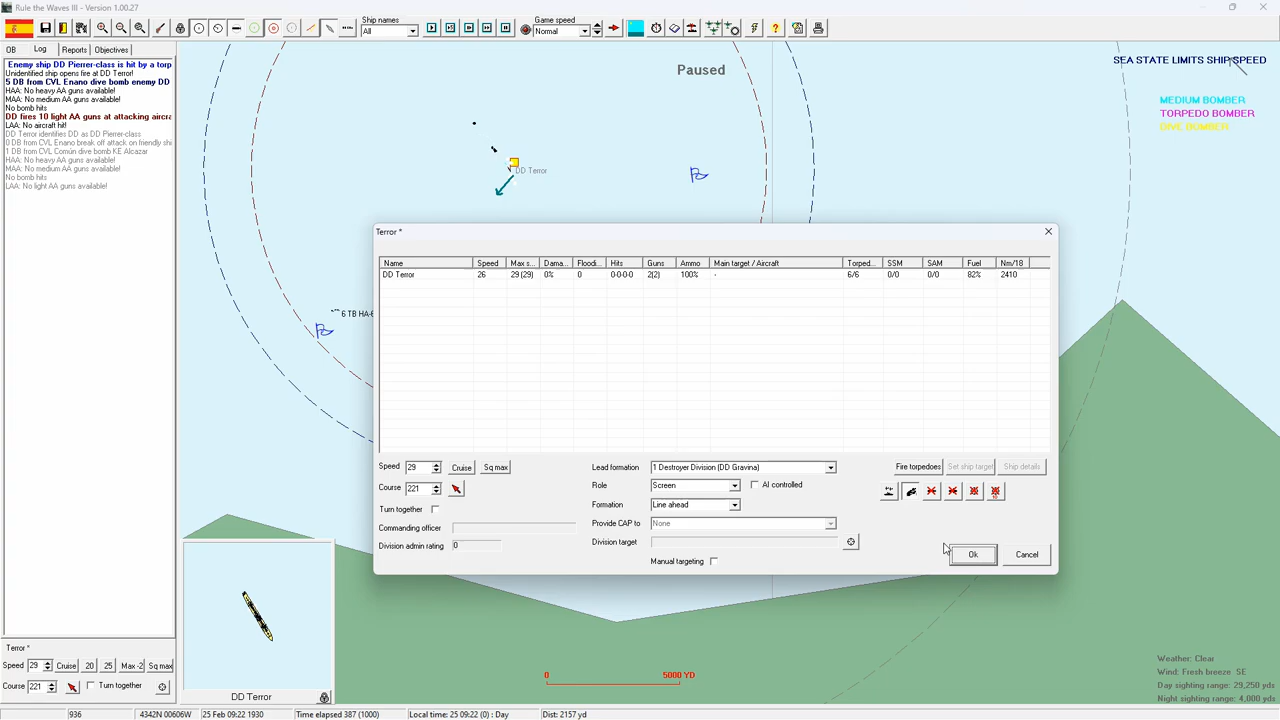 Rule the Waves III - Version 1.00.27
Ship names
All
Game speed
Normal
OB Log Reports Objectives
Enemy ship DD Pierrer-class is hit by a torp
Unidentified ship opens fire at DD Terror!
5 DB from CVL Enano dive bomb enemy DD
HAA: No heavy AA guns available!
MAA: No medium AA guns available!
No bomb hits
DD fires 10 light AA guns at attacking aircra
LAA: No aircraft hit!
DD Terror identifies DD as DD Pierrer-class
0 DB from CVL Enano break off attack on friendly shi
1 DB from CVL Común dive bomb KE Alcazar
HAA: No heavy AA guns available!
MAA: No medium AA guns available!
No bomb hits
LAA: No light AA guns available!
Paused
SEA STATE LIMITS SHIP SPEED
MEDIUM BOMBER
TORPEDO BOMBER
DIVE BOMBER
DD Terror
6 TB HA-6
Terror *
Name Speed Max s... Dama... Floodi... Hits Guns Ammo Main target / Aircraft Torped... SSM SAM Fuel Nm/18
DD Terror 26 29 (29) 0% 0 0-0-0-0 2(2) 100% - 6/6 0/0 0/0 82% 2410
Speed 29 Cruise Sq max
Course 221
Turn together
Commanding officer
Division admin rating 0
Lead formation 1 Destroyer Division (DD Gravina)
Role Screen AI controlled
Formation Line ahead
Provide CAP to None
Division target
Manual targeting
Fire torpedoes Set ship target Ship details
Ok Cancel
Terror *
Speed 29 Cruise 20 25 Max -2 Sq max
Course 221 Turn together
DD Terror
0 5000 YD
Weather: Clear
Wind: Fresh breeze SE
Day sighting range: 29,250 yds
Night sighting range: 4,000 yds
936 4342N 00606W 25 Feb 09:22 1930 Time elapsed 387 (1000) Local time: 25 09:22 (0) : Day Dist: 2157 yd